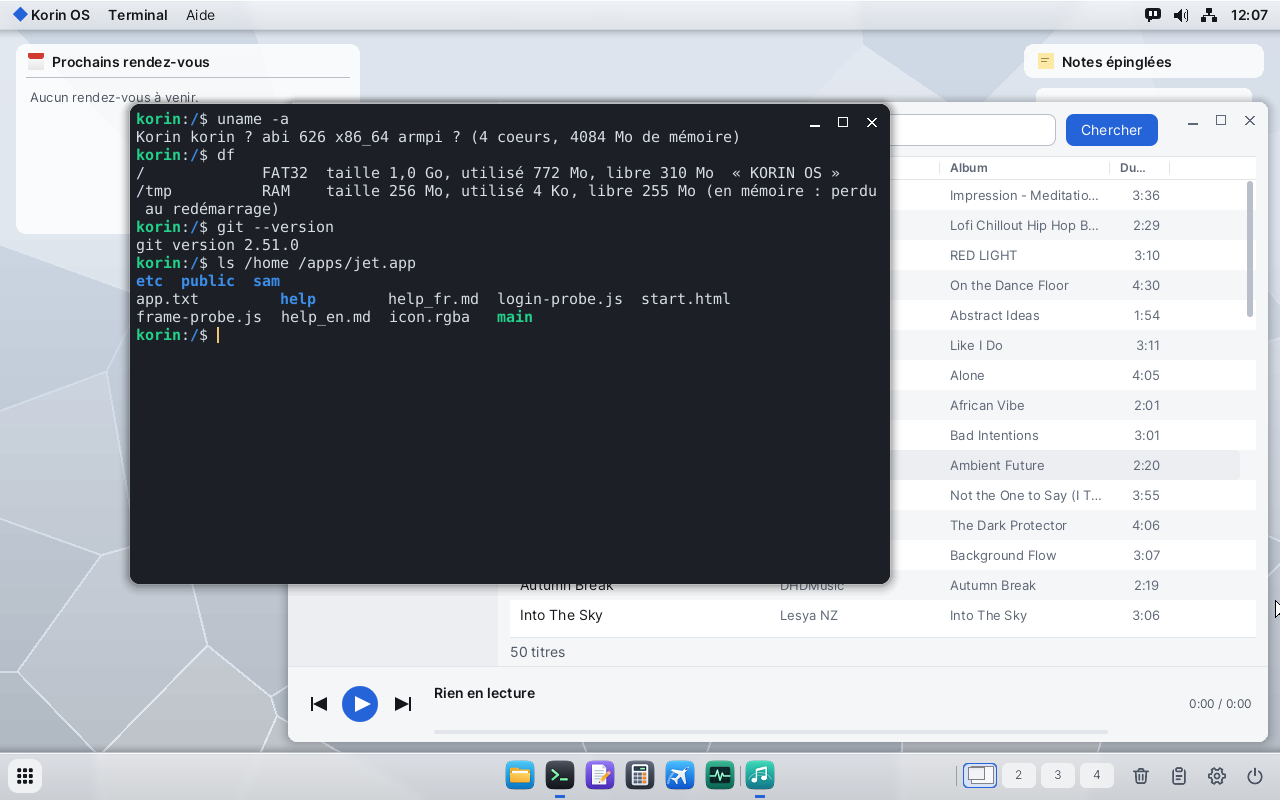 Korin OS Terminal Aide 12:07
Prochains rendez-vous
Notes épinglées
Aucun rendez-vous à venir.
korin:/$ uname -a
Korin korin ? abi 626 x86_64 armpi ? (4 coeurs, 4084 Mo de mémoire)
korin:/$ df
/ FAT32 taille 1,0 Go, utilisé 772 Mo, libre 310 Mo « KORIN OS »
/tmp RAM taille 256 Mo, utilisé 4 Ko, libre 255 Mo (en mémoire : perdu
au redémarrage)
korin:/$ git --version
git version 2.51.0
korin:/$ ls /home /apps/jet.app
etc public sam
app.txt help help_fr.md login-probe.js start.html
frame-probe.js help_en.md icon.rgba main
korin:/$
Chercher
Album Du...
Impression - Meditatio... 3:36
Lofi Chillout Hip Hop B... 2:29
RED LIGHT 3:10
On the Dance Floor 4:30
Abstract Ideas 1:54
Like I Do 3:11
Alone 4:05
African Vibe 2:01
Bad Intentions 3:01
Ambient Future 2:20
Not the One to Say (I T... 3:55
The Dark Protector 4:06
Background Flow 3:07
Autumn Break DHDMusic Autumn Break 2:19
Into The Sky Lesya NZ Into The Sky 3:06
50 titres
Rien en lecture
0:00 / 0:00
2 3 4